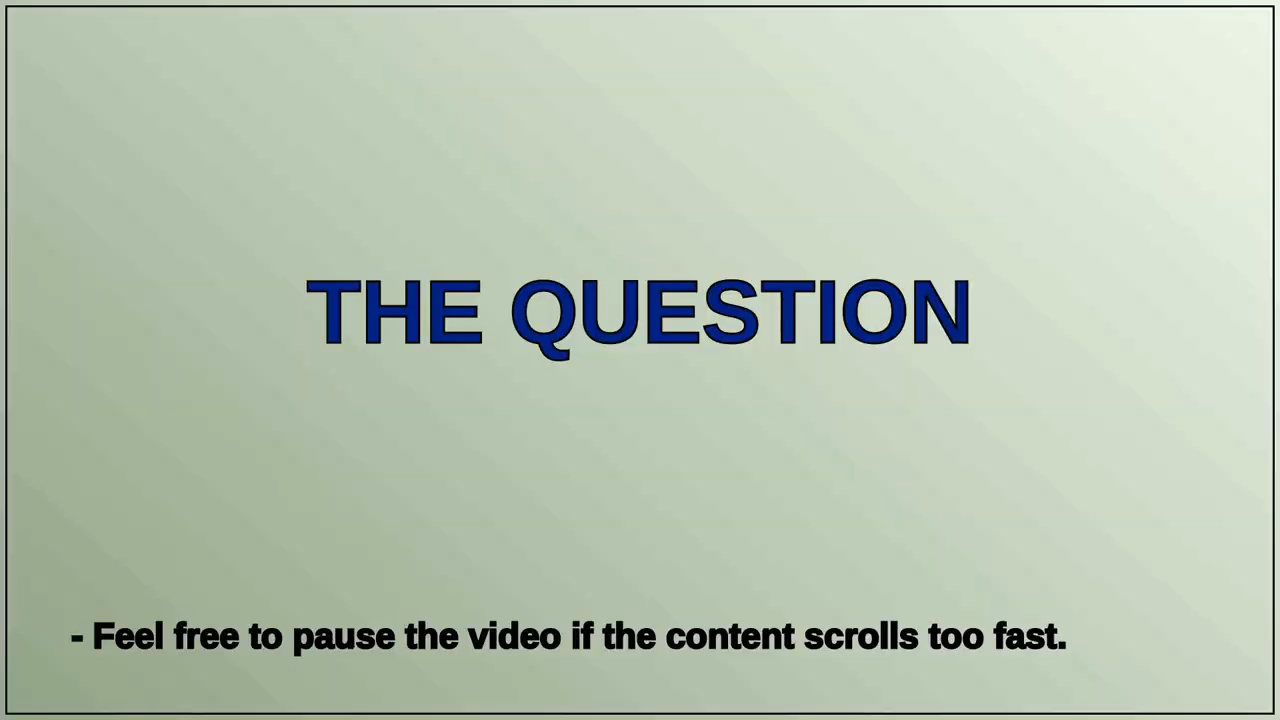 THE QUESTION
- Feel free to pause the video if the content scrolls too fast.